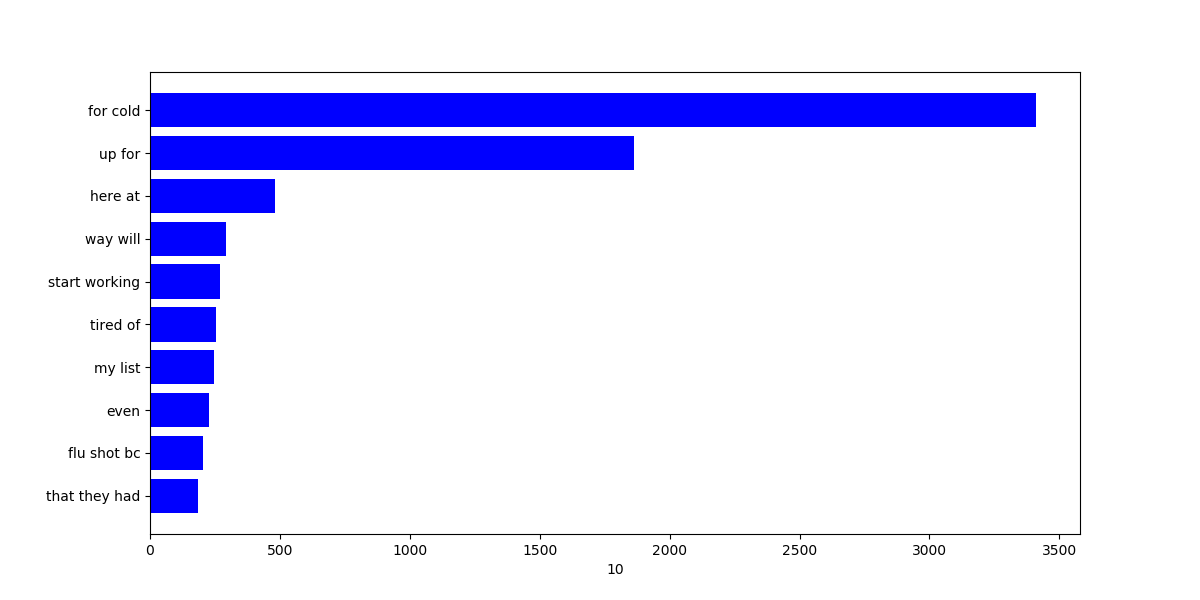 for cold
up for
here at
way will
start working
tired of
my list
even
flu shot bc
that they had
0 500 1000 1500 2000 2500 3000 3500
10